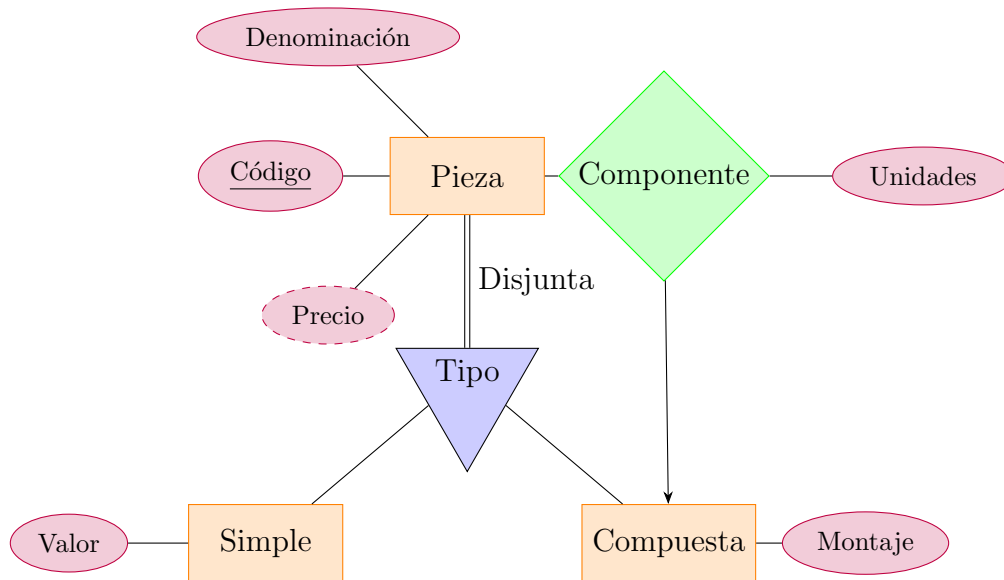 Denominación
Código
Pieza
Componente
Unidades
Disjunta
Precio
Tipo
Valor
Simple
Compuesta
Montaje